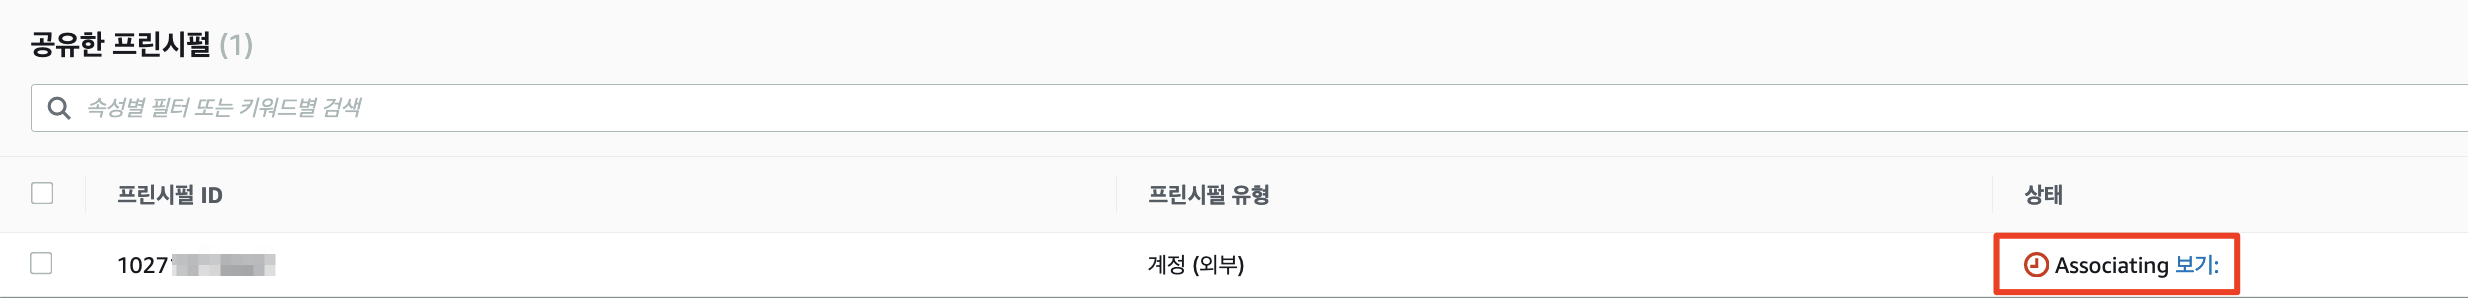 공유한 프린시펄 (1)
속성별 필터 또는 키워드별 검색
프린시펄 ID 프린시펄 유형 상태
1027 계정 (외부) Associating 보기: